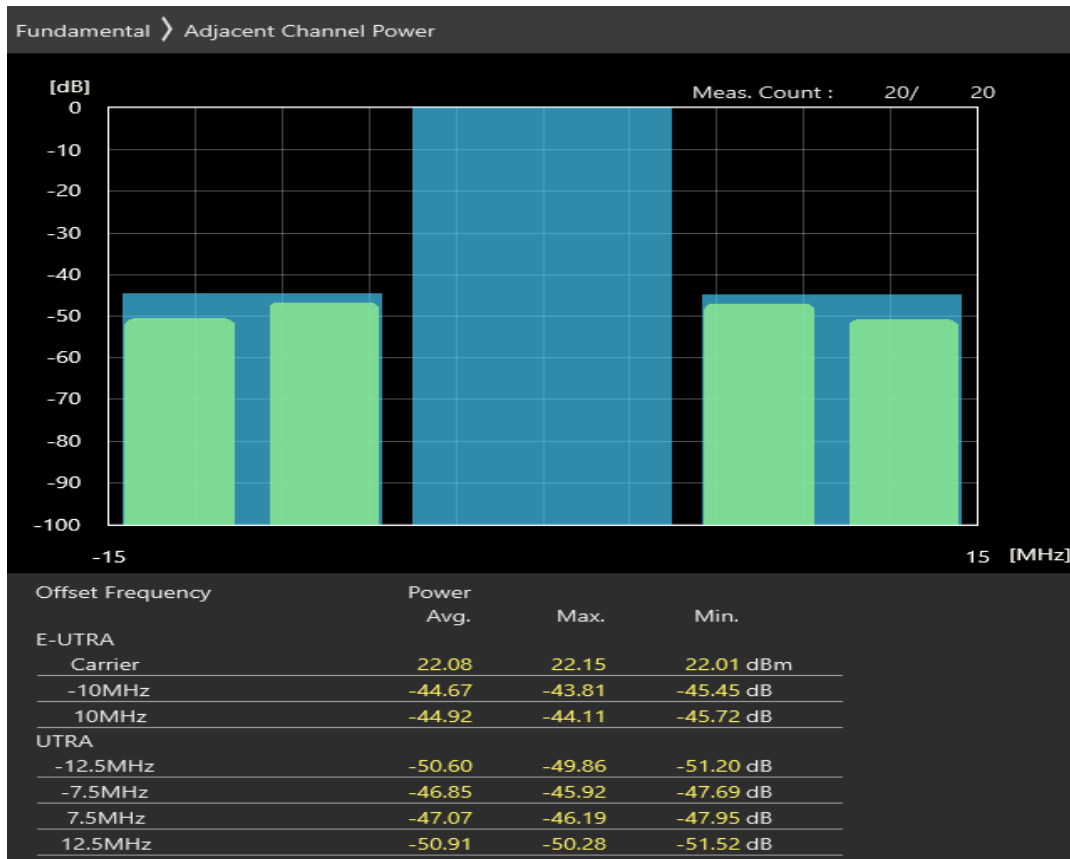 Fundamental ❯ Adjacent Channel Power
[dB]
Meas. Count : 20/ 20
0
-10
-20
-30
-40
-50
-60
-70
-80
-90
-100
-15 15 [MHz]
Offset Frequency Power
Avg. Max. Min.
E-UTRA
Carrier 22.08 22.15 22.01 dBm
-10MHz -44.67 -43.81 -45.45 dB
10MHz -44.92 -44.11 -45.72 dB
UTRA
-12.5MHz -50.60 -49.86 -51.20 dB
-7.5MHz -46.85 -45.92 -47.69 dB
7.5MHz -47.07 -46.19 -47.95 dB
12.5MHz -50.91 -50.28 -51.52 dB